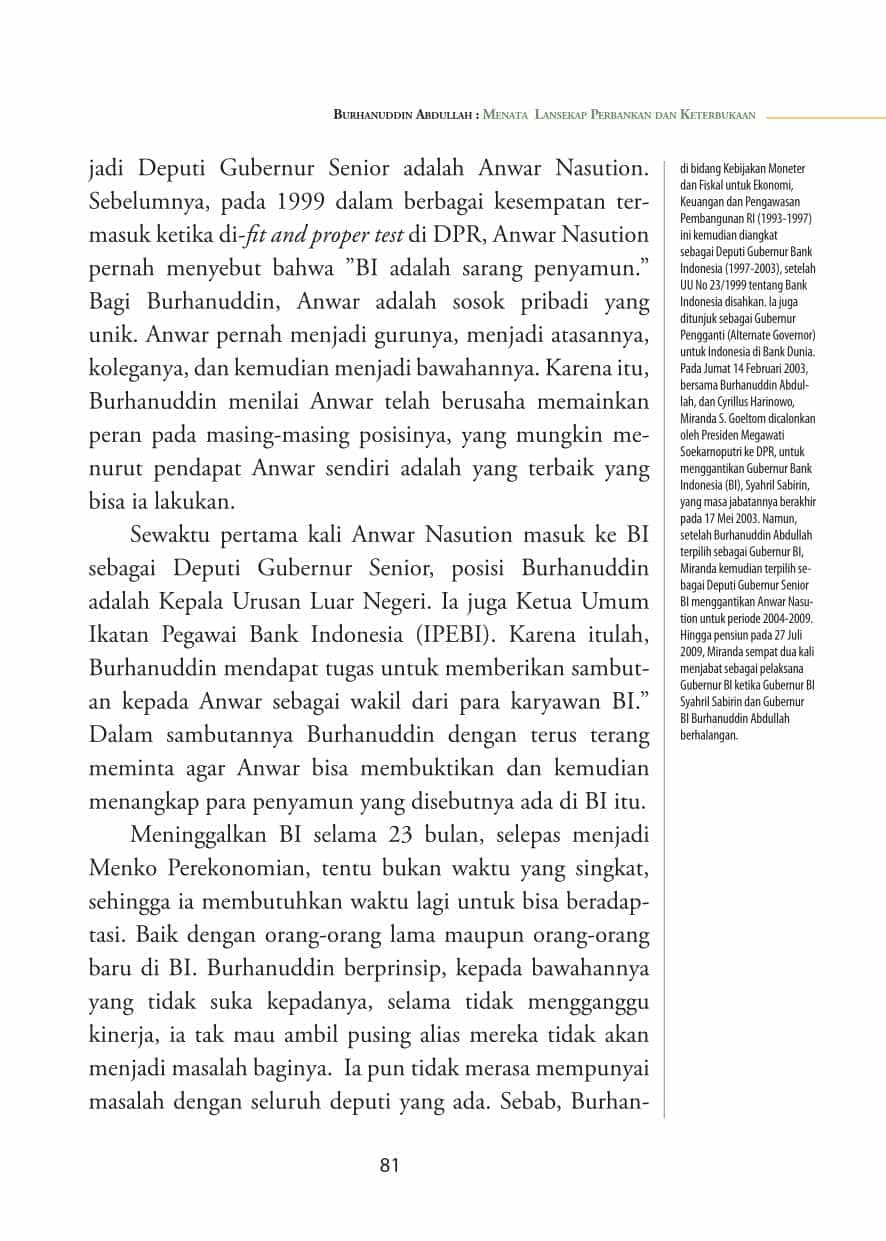 BURHANUDDIN ABDULLAH : MENATA LANSEKAP PERBANKAN DAN KETERBUKAAN
jadi Deputi Gubernur Senior adalah Anwar Nasution.
Sebelumnya, pada 1999 dalam berbagai kesempatan ter-
masuk ketika di-fit and proper test di DPR, Anwar Nasution
pernah menyebut bahwa ”BI adalah sarang penyamun.”
Bagi Burhanuddin, Anwar adalah sosok pribadi yang
unik. Anwar pernah menjadi gurunya, menjadi atasannya,
koleganya, dan kemudian menjadi bawahannya. Karena itu,
Burhanuddin menilai Anwar telah berusaha memainkan
peran pada masing-masing posisinya, yang mungkin me-
nurut pendapat Anwar sendiri adalah yang terbaik yang
bisa ia lakukan.
Sewaktu pertama kali Anwar Nasution masuk ke BI
sebagai Deputi Gubernur Senior, posisi Burhanuddin
adalah Kepala Urusan Luar Negeri. Ia juga Ketua Umum
Ikatan Pegawai Bank Indonesia (IPEBI). Karena itulah,
Burhanuddin mendapat tugas untuk memberikan sambut-
an kepada Anwar sebagai wakil dari para karyawan BI.”
Dalam sambutannya Burhanuddin dengan terus terang
meminta agar Anwar bisa membuktikan dan kemudian
menangkap para penyamun yang disebutnya ada di BI itu.
Meninggalkan BI selama 23 bulan, selepas menjadi
Menko Perekonomian, tentu bukan waktu yang singkat,
sehingga ia membutuhkan waktu lagi untuk bisa beradap-
tasi. Baik dengan orang-orang lama maupun orang-orang
baru di BI. Burhanuddin berprinsip, kepada bawahannya
yang tidak suka kepadanya, selama tidak mengganggu
kinerja, ia tak mau ambil pusing alias mereka tidak akan
menjadi masalah baginya. Ia pun tidak merasa mempunyai
masalah dengan seluruh deputi yang ada. Sebab, Burhan-
di bidang Kebijakan Moneter
dan Fiskal untuk Ekonomi,
Keuangan dan Pengawasan
Pembangunan RI (1993-1997)
ini kemudian diangkat
sebagai Deputi Gubernur Bank
Indonesia (1997-2003), setelah
UU No 23/1999 tentang Bank
Indonesia disahkan. Ia juga
ditunjuk sebagai Gubernur
Pengganti (Alternate Governor)
untuk Indonesia di Bank Dunia.
Pada Jumat 14 Februari 2003,
bersama Burhanuddin Abdul-
lah, dan Cyrillus Harinowo,
Miranda S. Goeltom dicalonkan
oleh Presiden Megawati
Soekarnoputri ke DPR, untuk
menggantikan Gubernur Bank
Indonesia (BI), Syahril Sabirin,
yang masa jabatannya berakhir
pada 17 Mei 2003. Namun,
setelah Burhanuddin Abdullah
terpilih sebagai Gubernur BI,
Miranda kemudian terpilih se-
bagai Deputi Gubernur Senior
BI menggantikan Anwar Nasu-
tion untuk periode 2004-2009.
Hingga pensiun pada 27 Juli
2009, Miranda sempat dua kali
menjabat sebagai pelaksana
Gubernur BI ketika Gubernur BI
Syahril Sabirin dan Gubernur
BI Burhanuddin Abdullah
berhalangan.
81